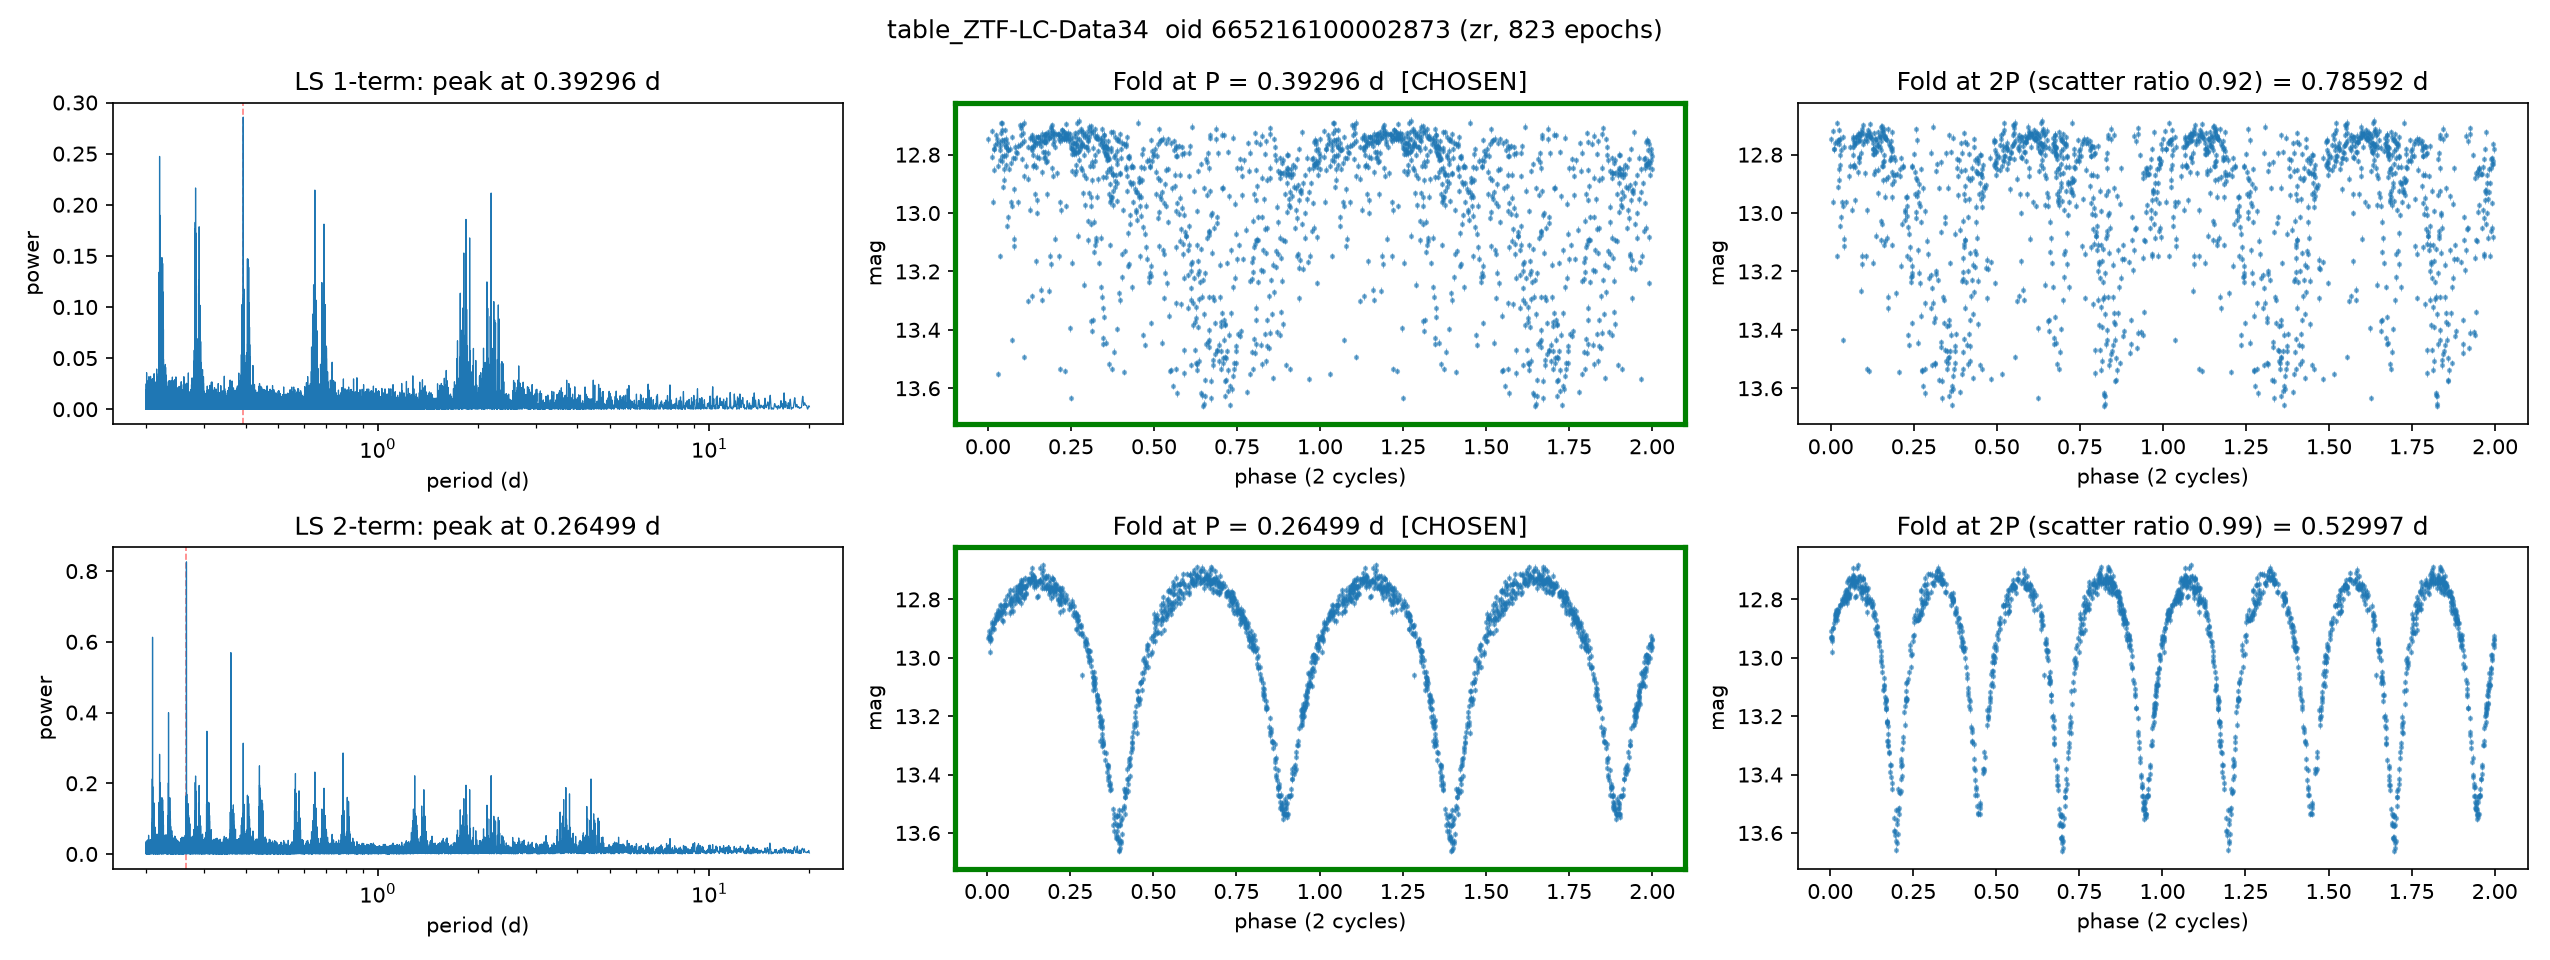 table_ZTF-LC-Data34  oid 665216100002873 (zr, 823 epochs)
LS 1-term: peak at 0.39296 d
0.30
0.25
0.20
0.15
0.10
0.05
0.00
power
10⁰
10¹
period (d)
Fold at P = 0.39296 d  [CHOSEN]
12.8
13.0
13.2
13.4
13.6
mag
0.00 0.25 0.50 0.75 1.00 1.25 1.50 1.75 2.00
phase (2 cycles)
Fold at 2P (scatter ratio 0.92) = 0.78592 d
12.8
13.0
13.2
13.4
13.6
mag
0.00 0.25 0.50 0.75 1.00 1.25 1.50 1.75 2.00
phase (2 cycles)
LS 2-term: peak at 0.26499 d
0.8
0.6
0.4
0.2
0.0
power
10⁰
10¹
period (d)
Fold at P = 0.26499 d  [CHOSEN]
12.8
13.0
13.2
13.4
13.6
mag
0.00 0.25 0.50 0.75 1.00 1.25 1.50 1.75 2.00
phase (2 cycles)
Fold at 2P (scatter ratio 0.99) = 0.52997 d
12.8
13.0
13.2
13.4
13.6
mag
0.00 0.25 0.50 0.75 1.00 1.25 1.50 1.75 2.00
phase (2 cycles)